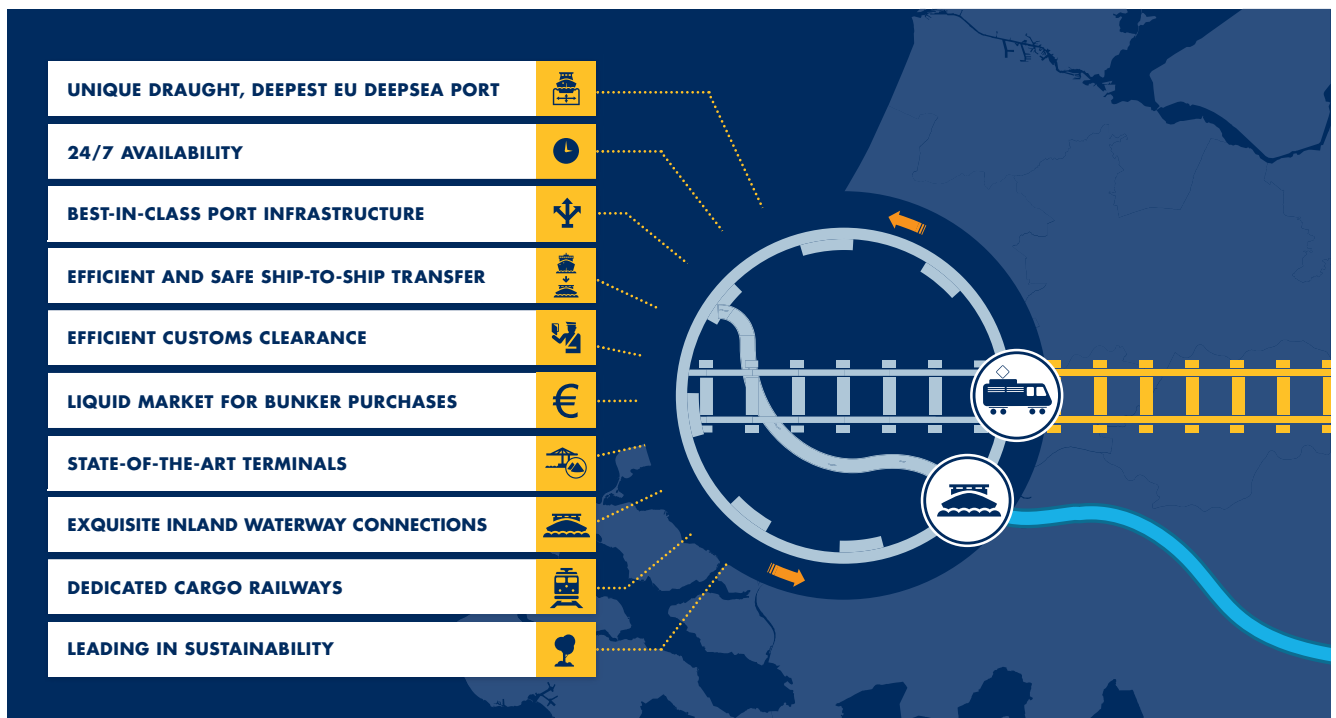 UNIQUE DRAUGHT, DEEPEST EU DEEPSEA PORT
24/7 AVAILABILITY
BEST-IN-CLASS PORT INFRASTRUCTURE
EFFICIENT AND SAFE SHIP-TO-SHIP TRANSFER
EFFICIENT CUSTOMS CLEARANCE
LIQUID MARKET FOR BUNKER PURCHASES
€
STATE-OF-THE-ART TERMINALS
EXQUISITE INLAND WATERWAY CONNECTIONS
DEDICATED CARGO RAILWAYS
LEADING IN SUSTAINABILITY